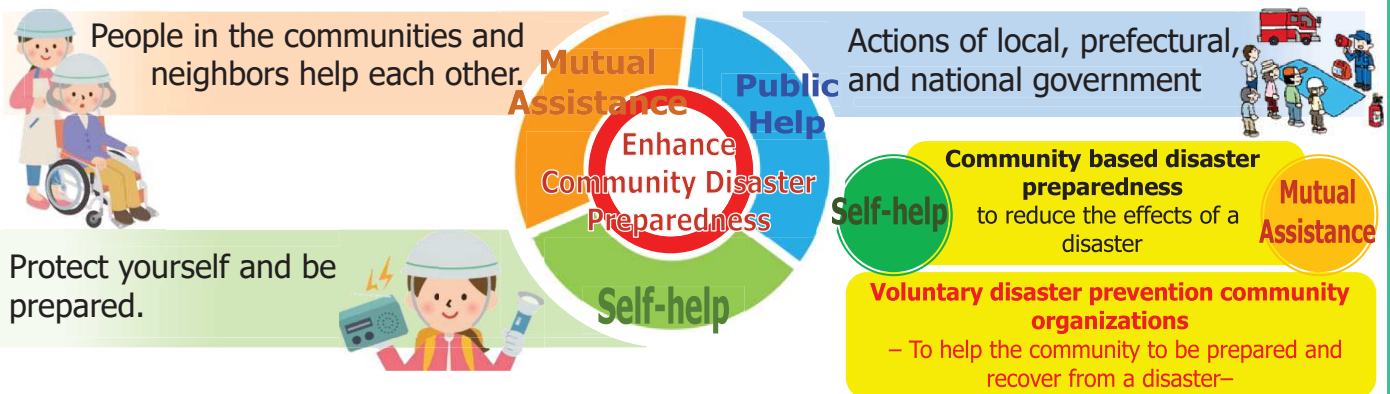 People in the communities and
neighbors help each other.
Mutual
Assistance
Public
Help
Actions of local, prefectural,
and national government
Enhance
Community Disaster
Preparedness
Self-help
Protect yourself and be
prepared.
Self-help
Community based disaster
preparedness
to reduce the effects of a
disaster
Mutual
Assistance
Voluntary disaster prevention community
organizations
– To help the community to be prepared and
recover from a disaster–